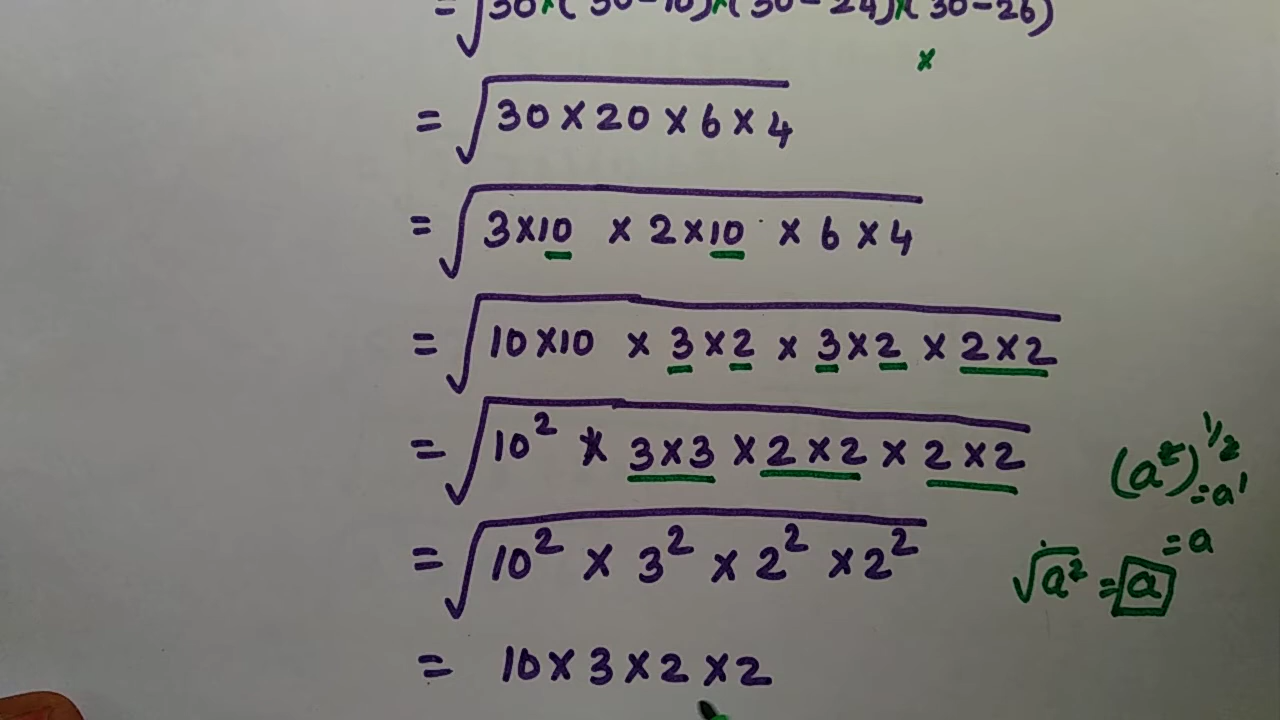 = √30×(30-10)×(30-24)×(30-26)
×
= √30×20×6×4
= √3×10 × 2×10 × 6×4
= √10×10 × 3×2 × 3×2 × 2×2
= √10² × 3×3 × 2×2 × 2×2
(a²)^1/2
= a¹
= √10² × 3² × 2² × 2²
= a
√a² = a
= 10×3×2×2